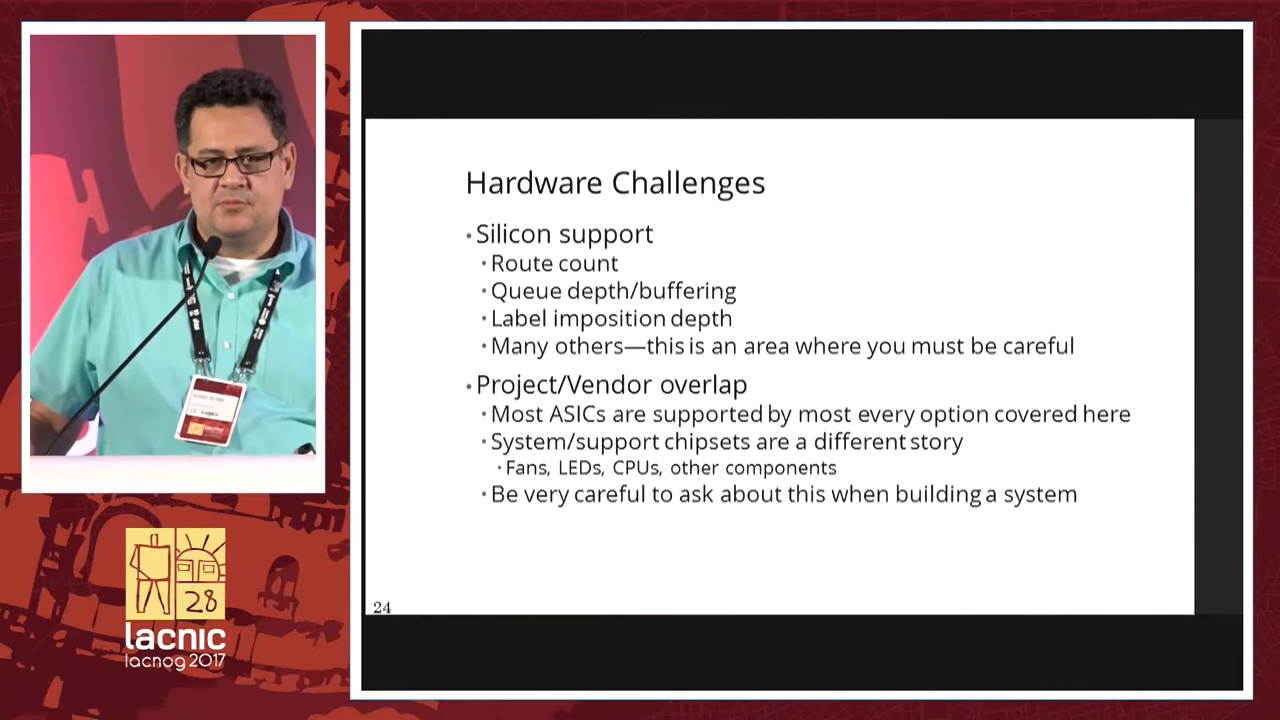 Hardware Challenges
• Silicon support
• Route count
• Queue depth/buffering
• Label imposition depth
• Many others—this is an area where you must be careful
• Project/Vendor overlap
• Most ASICs are supported by most every option covered here
• System/support chipsets are a different story
• Fans, LEDs, CPUs, other components
• Be very careful to ask about this when building a system
24
28
lacnic
lacnog 2017